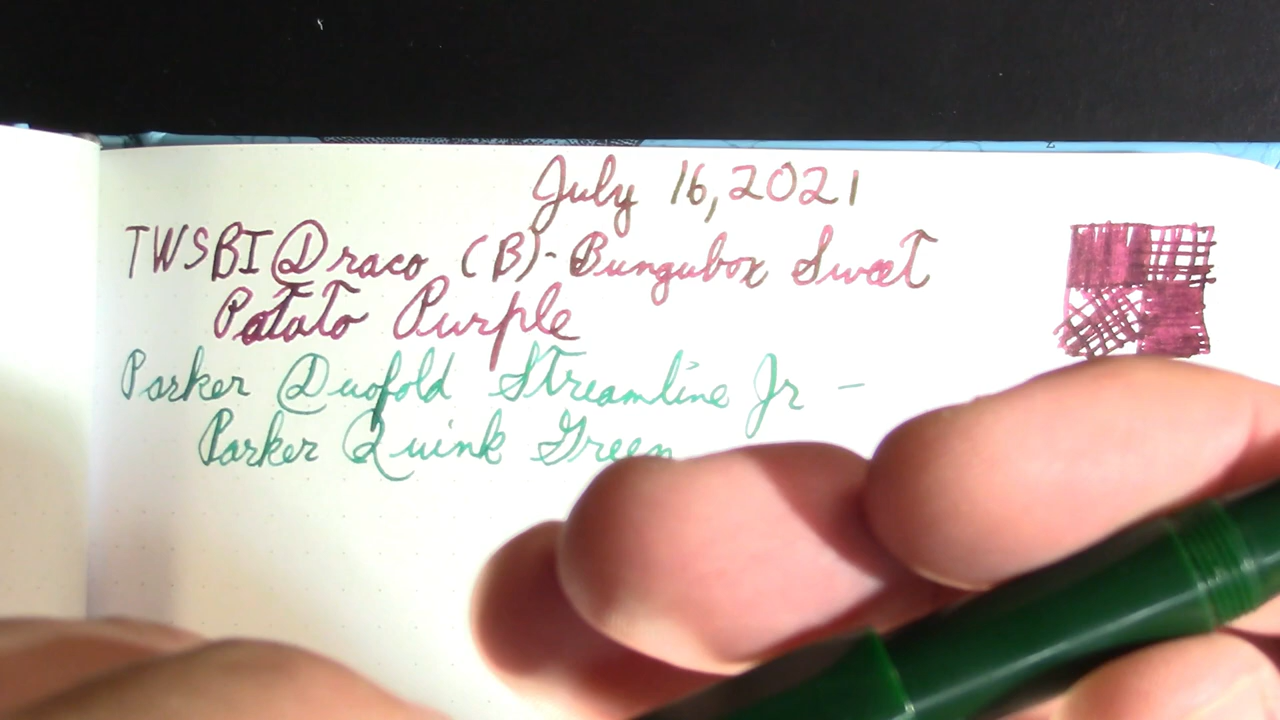 July 16, 2021
TWSBI Draco (B)- Bungubox Sweet
Potato Purple
Parker Duofold Streamline Jr -
Parker Quink Green